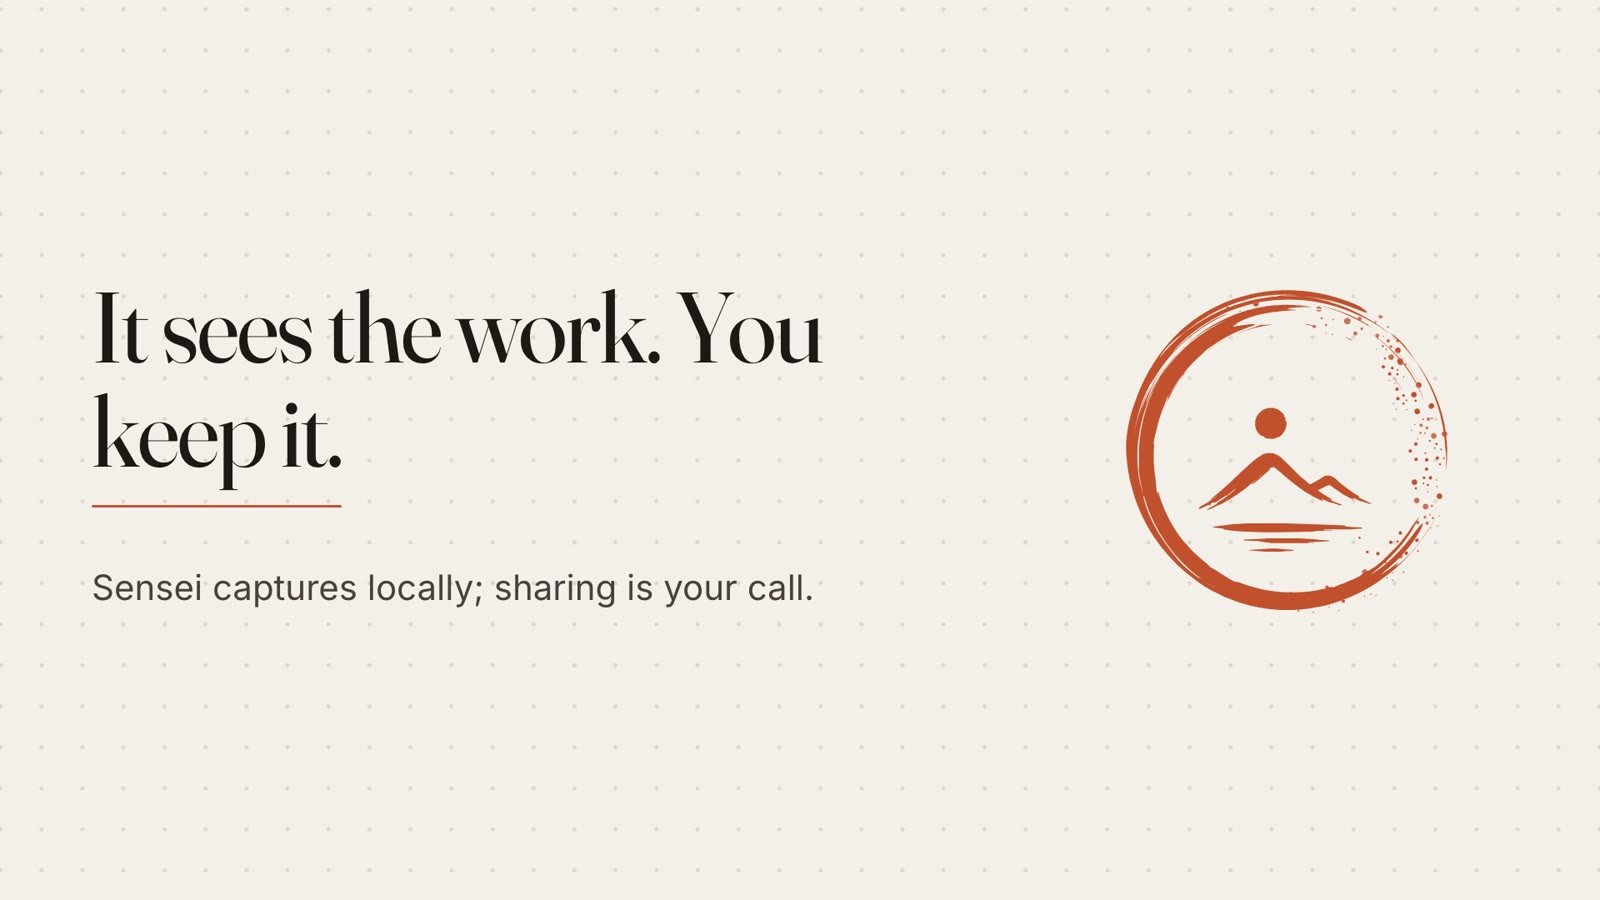 It sees the work. You
keep it.
Sensei captures locally; sharing is your call.